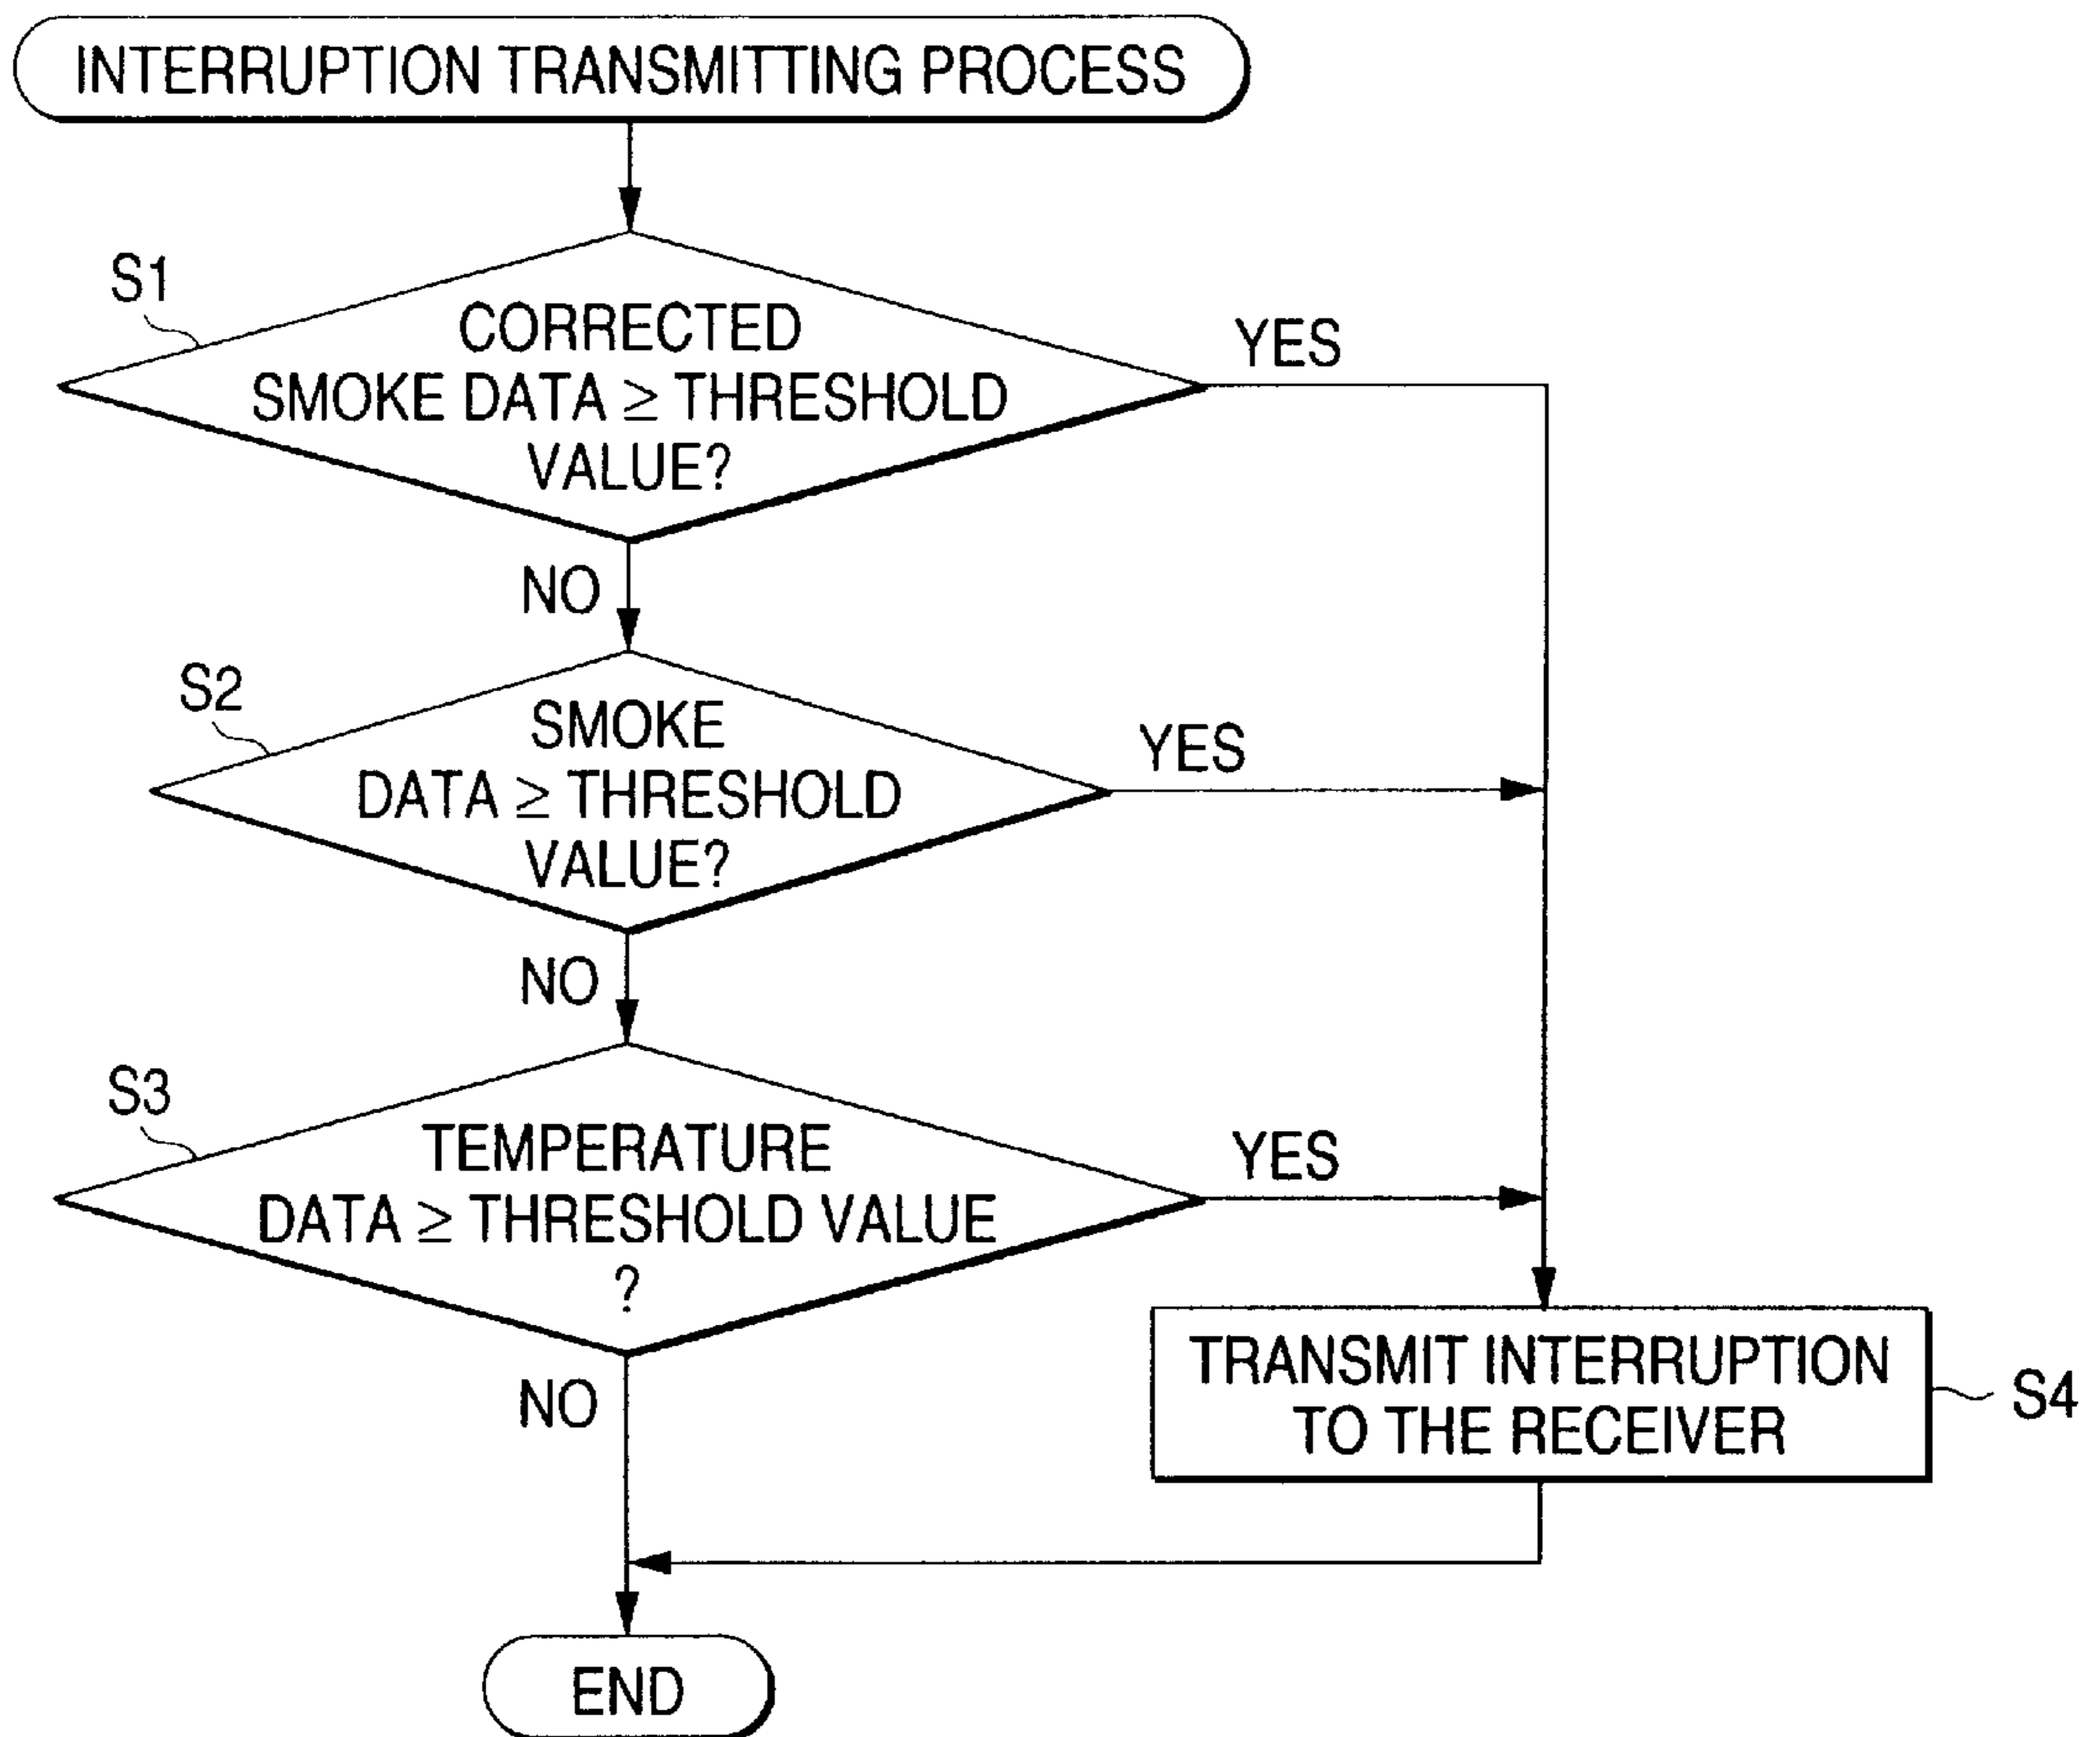 INTERRUPTION TRANSMITTING PROCESS
S1
CORRECTED
SMOKE DATA ≥ THRESHOLD
VALUE?
YES
NO
S2
SMOKE
DATA ≥ THRESHOLD
VALUE?
YES
NO
S3
TEMPERATURE
DATA ≥ THRESHOLD VALUE
?
YES
NO
TRANSMIT INTERRUPTION
TO THE RECEIVER
S4
END